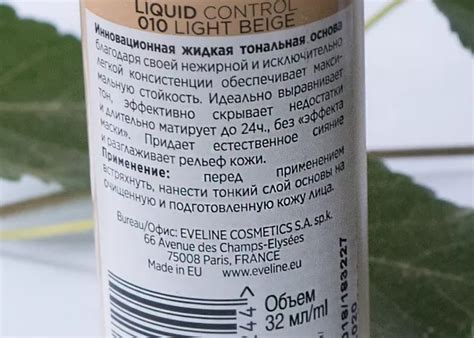 LIQUID CONTROL
010 LIGHT BEIGE
Инновационная жидкая тональная основа
благодаря своей нежирной и исключительно
легкой консистенции обеспечивает макси-
мальную стойкость. Идеально выравнивает
тон, эффективно скрывает недостатки
и длительно матирует до 24ч., без «эффекта
маски». Придает естественное сияние
и разглаживает рельеф кожи.
Применение: перед применением
встряхнуть, нанести тонкий слой основы на
очищенную и подготовленную кожу лица.
Bureau/Офис: EVELINE COSMETICS S.A. sp.k.
66 Avenue des Champs-Elysées
75008 Paris, FRANCE
Made in EU www.eveline.eu
Объем
32 мл/ml